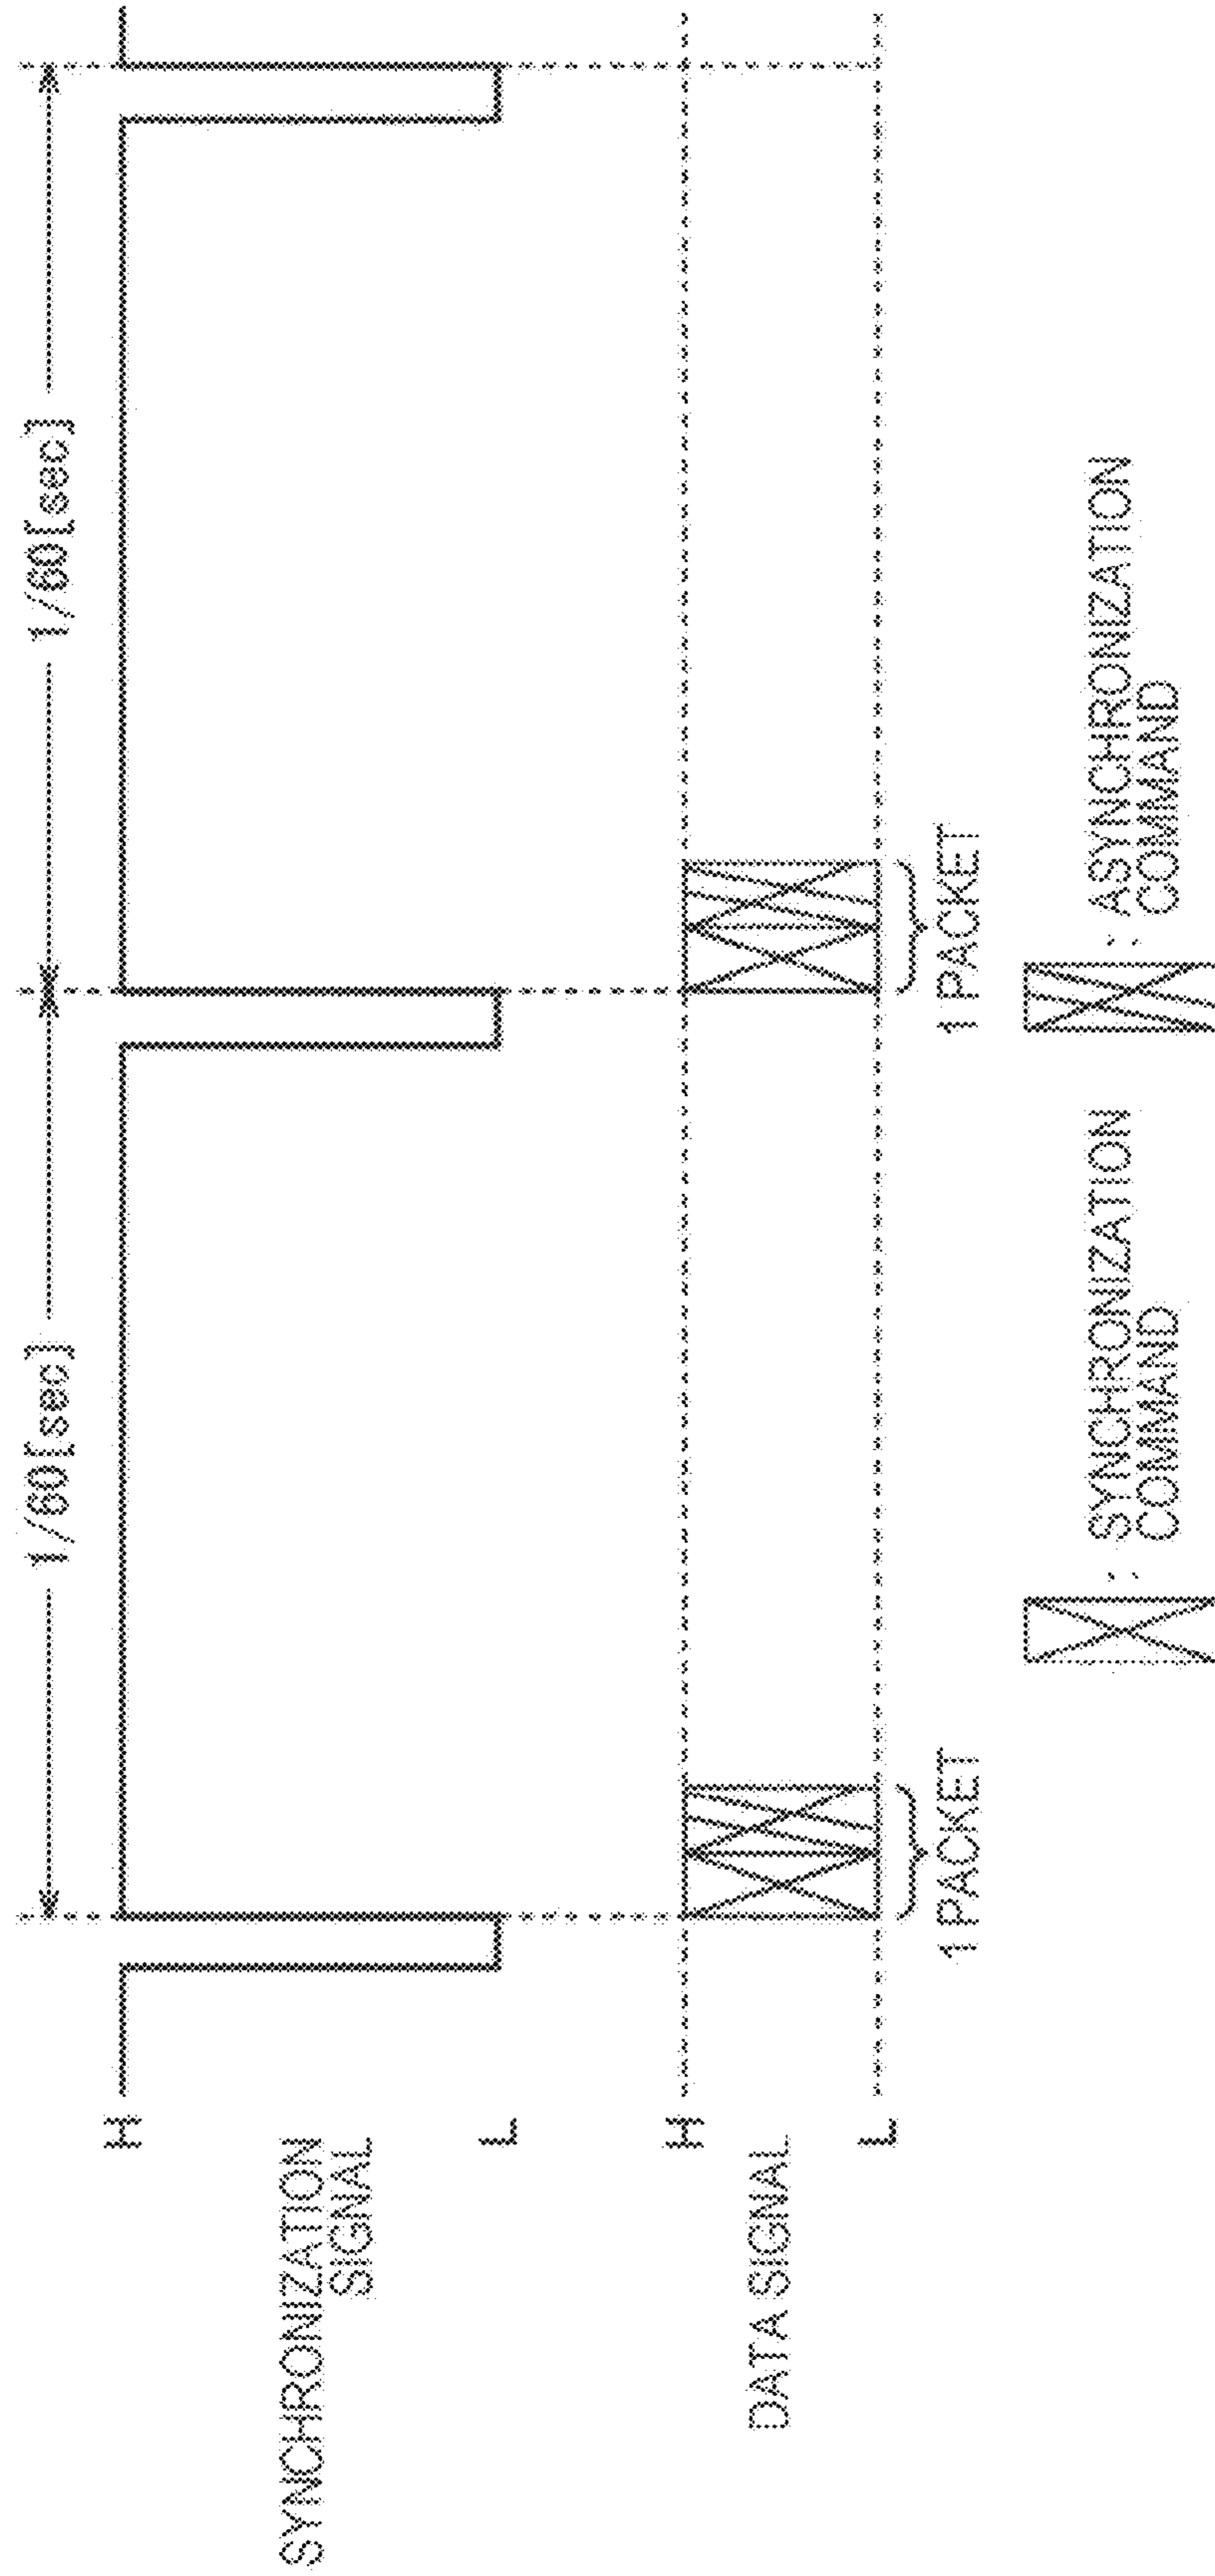 1/60[sec]
1/60[sec]
H
SYNCHRONIZATION
SIGNAL
L
H
DATA SIGNAL
L
1 PACKET
1 PACKET
: SYNCHRONIZATION
COMMAND
: ASYNCHRONIZATION
COMMAND